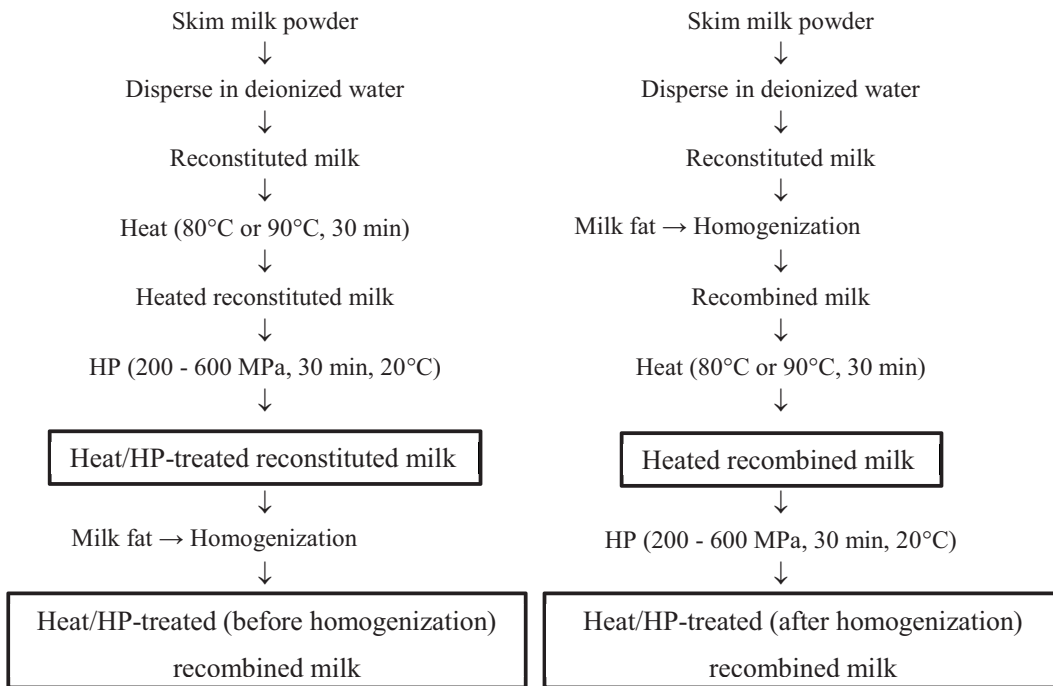 Skim milk powder
↓
Disperse in deionized water
↓
Reconstituted milk
↓
Heat (80°C or 90°C, 30 min)
↓
Heated reconstituted milk
↓
HP (200 - 600 MPa, 30 min, 20°C)
↓
Heat/HP-treated reconstituted milk
↓
Milk fat → Homogenization
↓
Heat/HP-treated (before homogenization)
recombined milk
Skim milk powder
↓
Disperse in deionized water
↓
Reconstituted milk
↓
Milk fat → Homogenization
↓
Recombined milk
↓
Heat (80°C or 90°C, 30 min)
↓
Heated recombined milk
↓
HP (200 - 600 MPa, 30 min, 20°C)
↓
Heat/HP-treated (after homogenization)
recombined milk